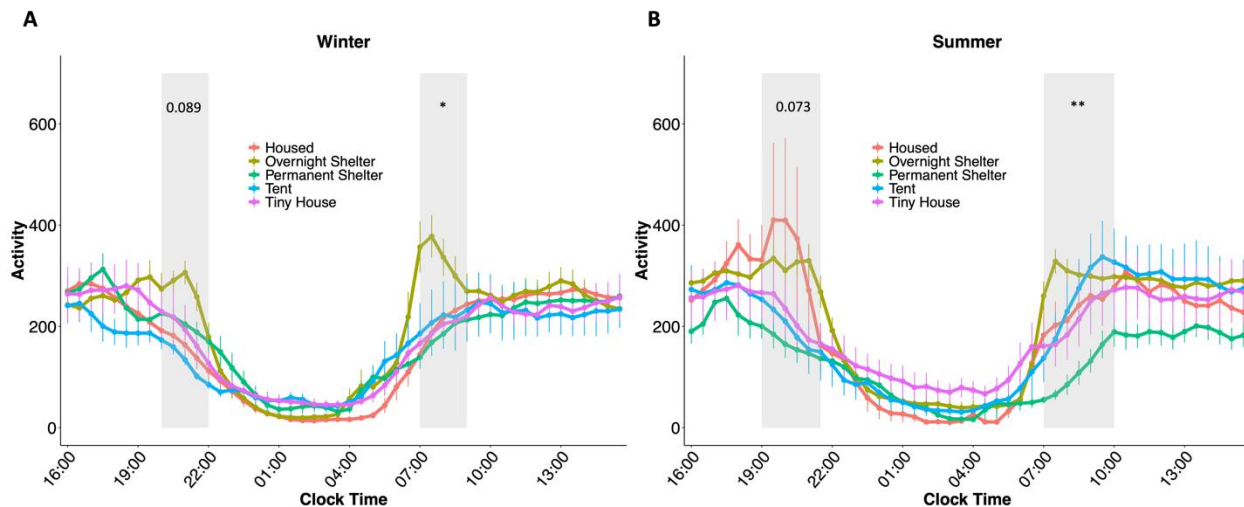 A
Winter
Activity
600
400
200
0
0.089
*
Housed
Overnight Shelter
Permanent Shelter
Tent
Tiny House
16:00
19:00
22:00
01:00
04:00
07:00
10:00
13:00
Clock Time
B
Summer
Activity
600
400
200
0
0.073
**
Housed
Overnight Shelter
Permanent Shelter
Tent
Tiny House
16:00
19:00
22:00
01:00
04:00
07:00
10:00
13:00
Clock Time